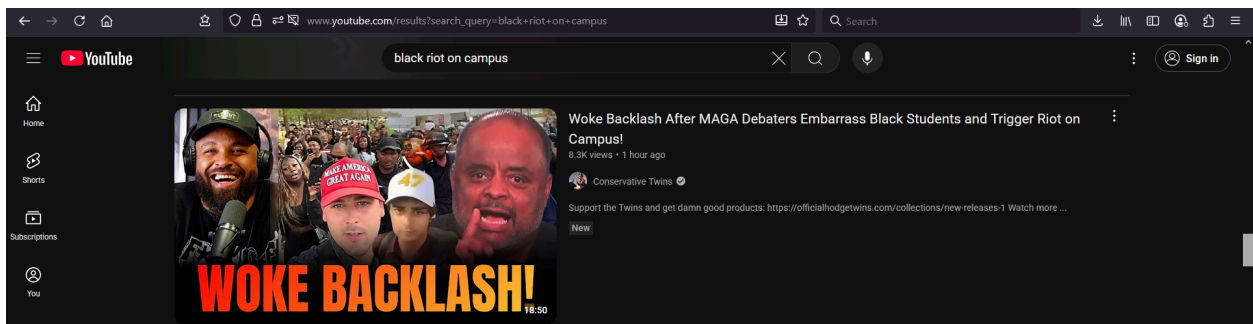 www.youtube.com/results?search_query=black+riot+on+campus
Search
YouTube
black riot on campus
Sign in
Home
Shorts
Subscriptions
You
MAKE AMERICA
GREAT AGAIN
47
WOKE BACKLASH!
18:50
Woke Backlash After MAGA Debaters Embarrass Black Students and Trigger Riot on
Campus!
8.3K views • 1 hour ago
Conservative Twins
Support the Twins and get damn good products: https://officialhodgetwins.com/collections/new-releases-1 Watch more ...
New